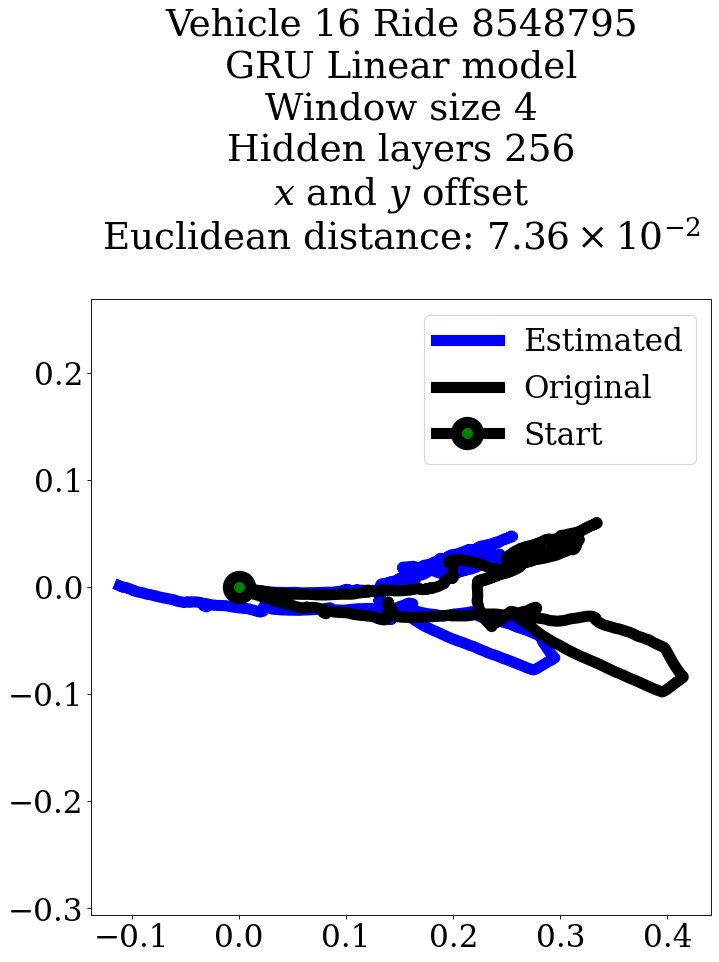 Vehicle 16 Ride 8548795
GRU Linear model
Window size 4
Hidden layers 256
x and y offset
Euclidean distance: 7.36 × 10⁻²
Estimated
Original
Start
0.2
0.1
0.0
−0.1
−0.2
−0.3
−0.1 0.0 0.1 0.2 0.3 0.4